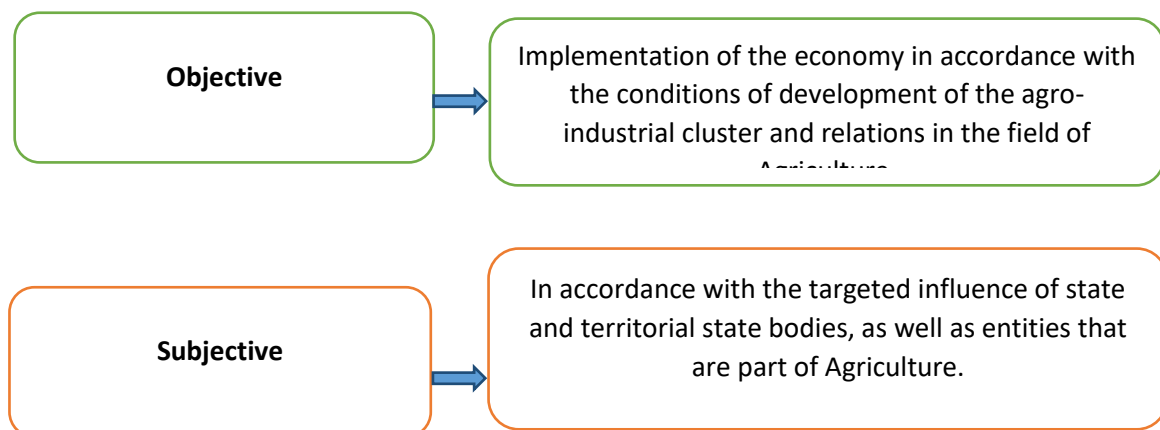 Objective
Implementation of the economy in accordance with
the conditions of development of the agro-
industrial cluster and relations in the field of
Agriculture
Subjective
In accordance with the targeted influence of state
and territorial state bodies, as well as entities that
are part of Agriculture.